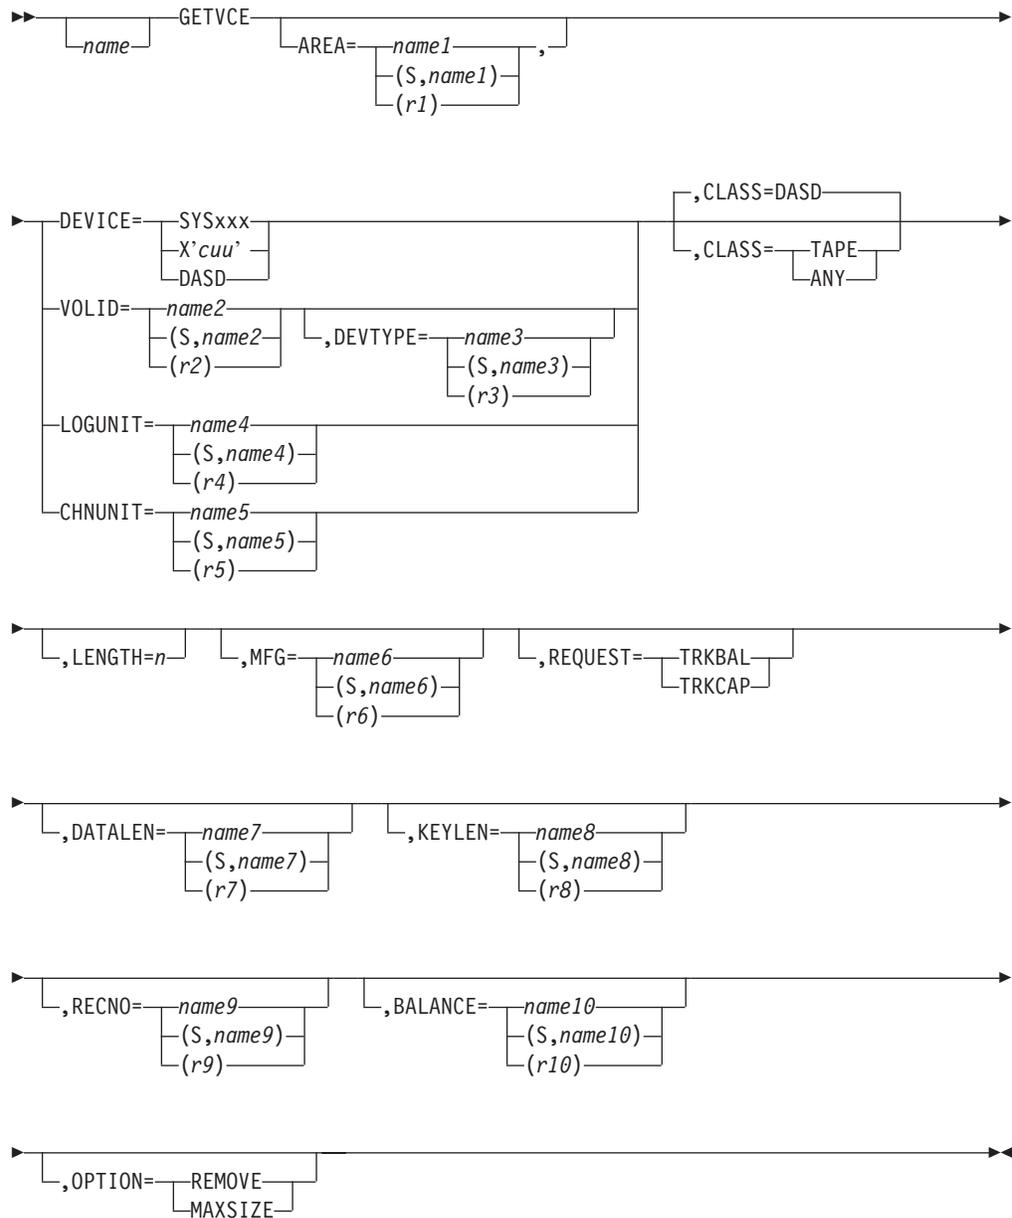 GETVCE
name
AREA= name1 ,
(S,name1)
(r1)
,CLASS=DASD
DEVICE= SYSxxx
X'cuu'
DASD
,CLASS= TAPE
ANY
VOLID= name2
(S,name2
(r2)
,DEVTYPE= name3
(S,name3)
(r3)
LOGUNIT= name4
(S,name4)
(r4)
CHNUNIT= name5
(S,name5)
(r5)
,LENGTH=n
,MFG= name6
(S,name6)
(r6)
,REQUEST= TRKBAL
TRKCAP
,DATALEN= name7
(S,name7)
(r7)
,KEYLEN= name8
(S,name8)
(r8)
,RECNO= name9
(S,name9)
(r9)
,BALANCE= name10
(S,name10)
(r10)
,OPTION= REMOVE
MAXSIZE